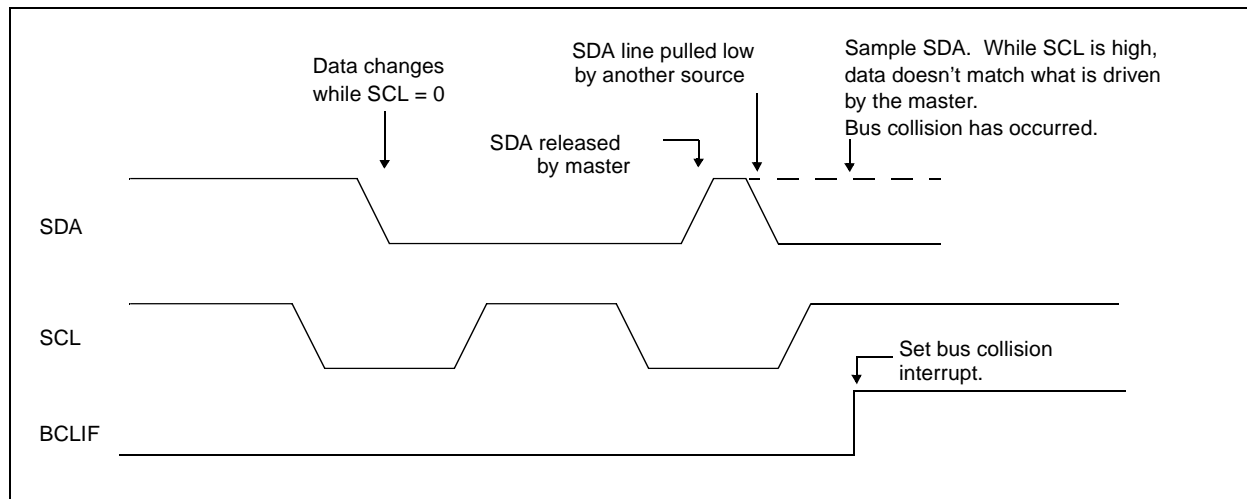 Data changes
while SCL = 0
SDA line pulled low
by another source
Sample SDA. While SCL is high,
data doesn't match what is driven
by the master.
Bus collision has occurred.
SDA released
by master
SDA
SCL
Set bus collision
interrupt.
BCLIF